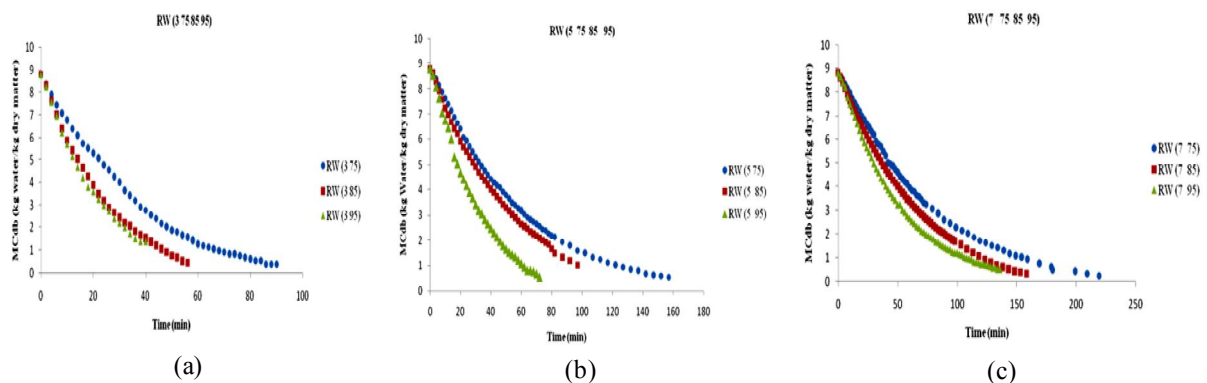 RW (3 75 85 95)
MCdb (kg water/kg dry matter)
10
9
8
7
6
5
4
3
2
1
0
0 20 40 60 80 100
Time (min)
RW (3 75)
RW (3 85)
RW (3 95)
(a)
RW (5 75 85 95)
MCdb (kg Water/kg dry matter)
10
9
8
7
6
5
4
3
2
1
0
0 20 40 60 80 100 120 140 160 180
Time (min)
RW (5 75)
RW (5 85)
RW (5 95)
(b)
RW (7 75 85 95)
MCdb (kg water/kg dry matter)
10
9
8
7
6
5
4
3
2
1
0
0 50 100 150 200 250
Time (min)
RW (7 75)
RW (7 85)
RW (7 95)
(c)